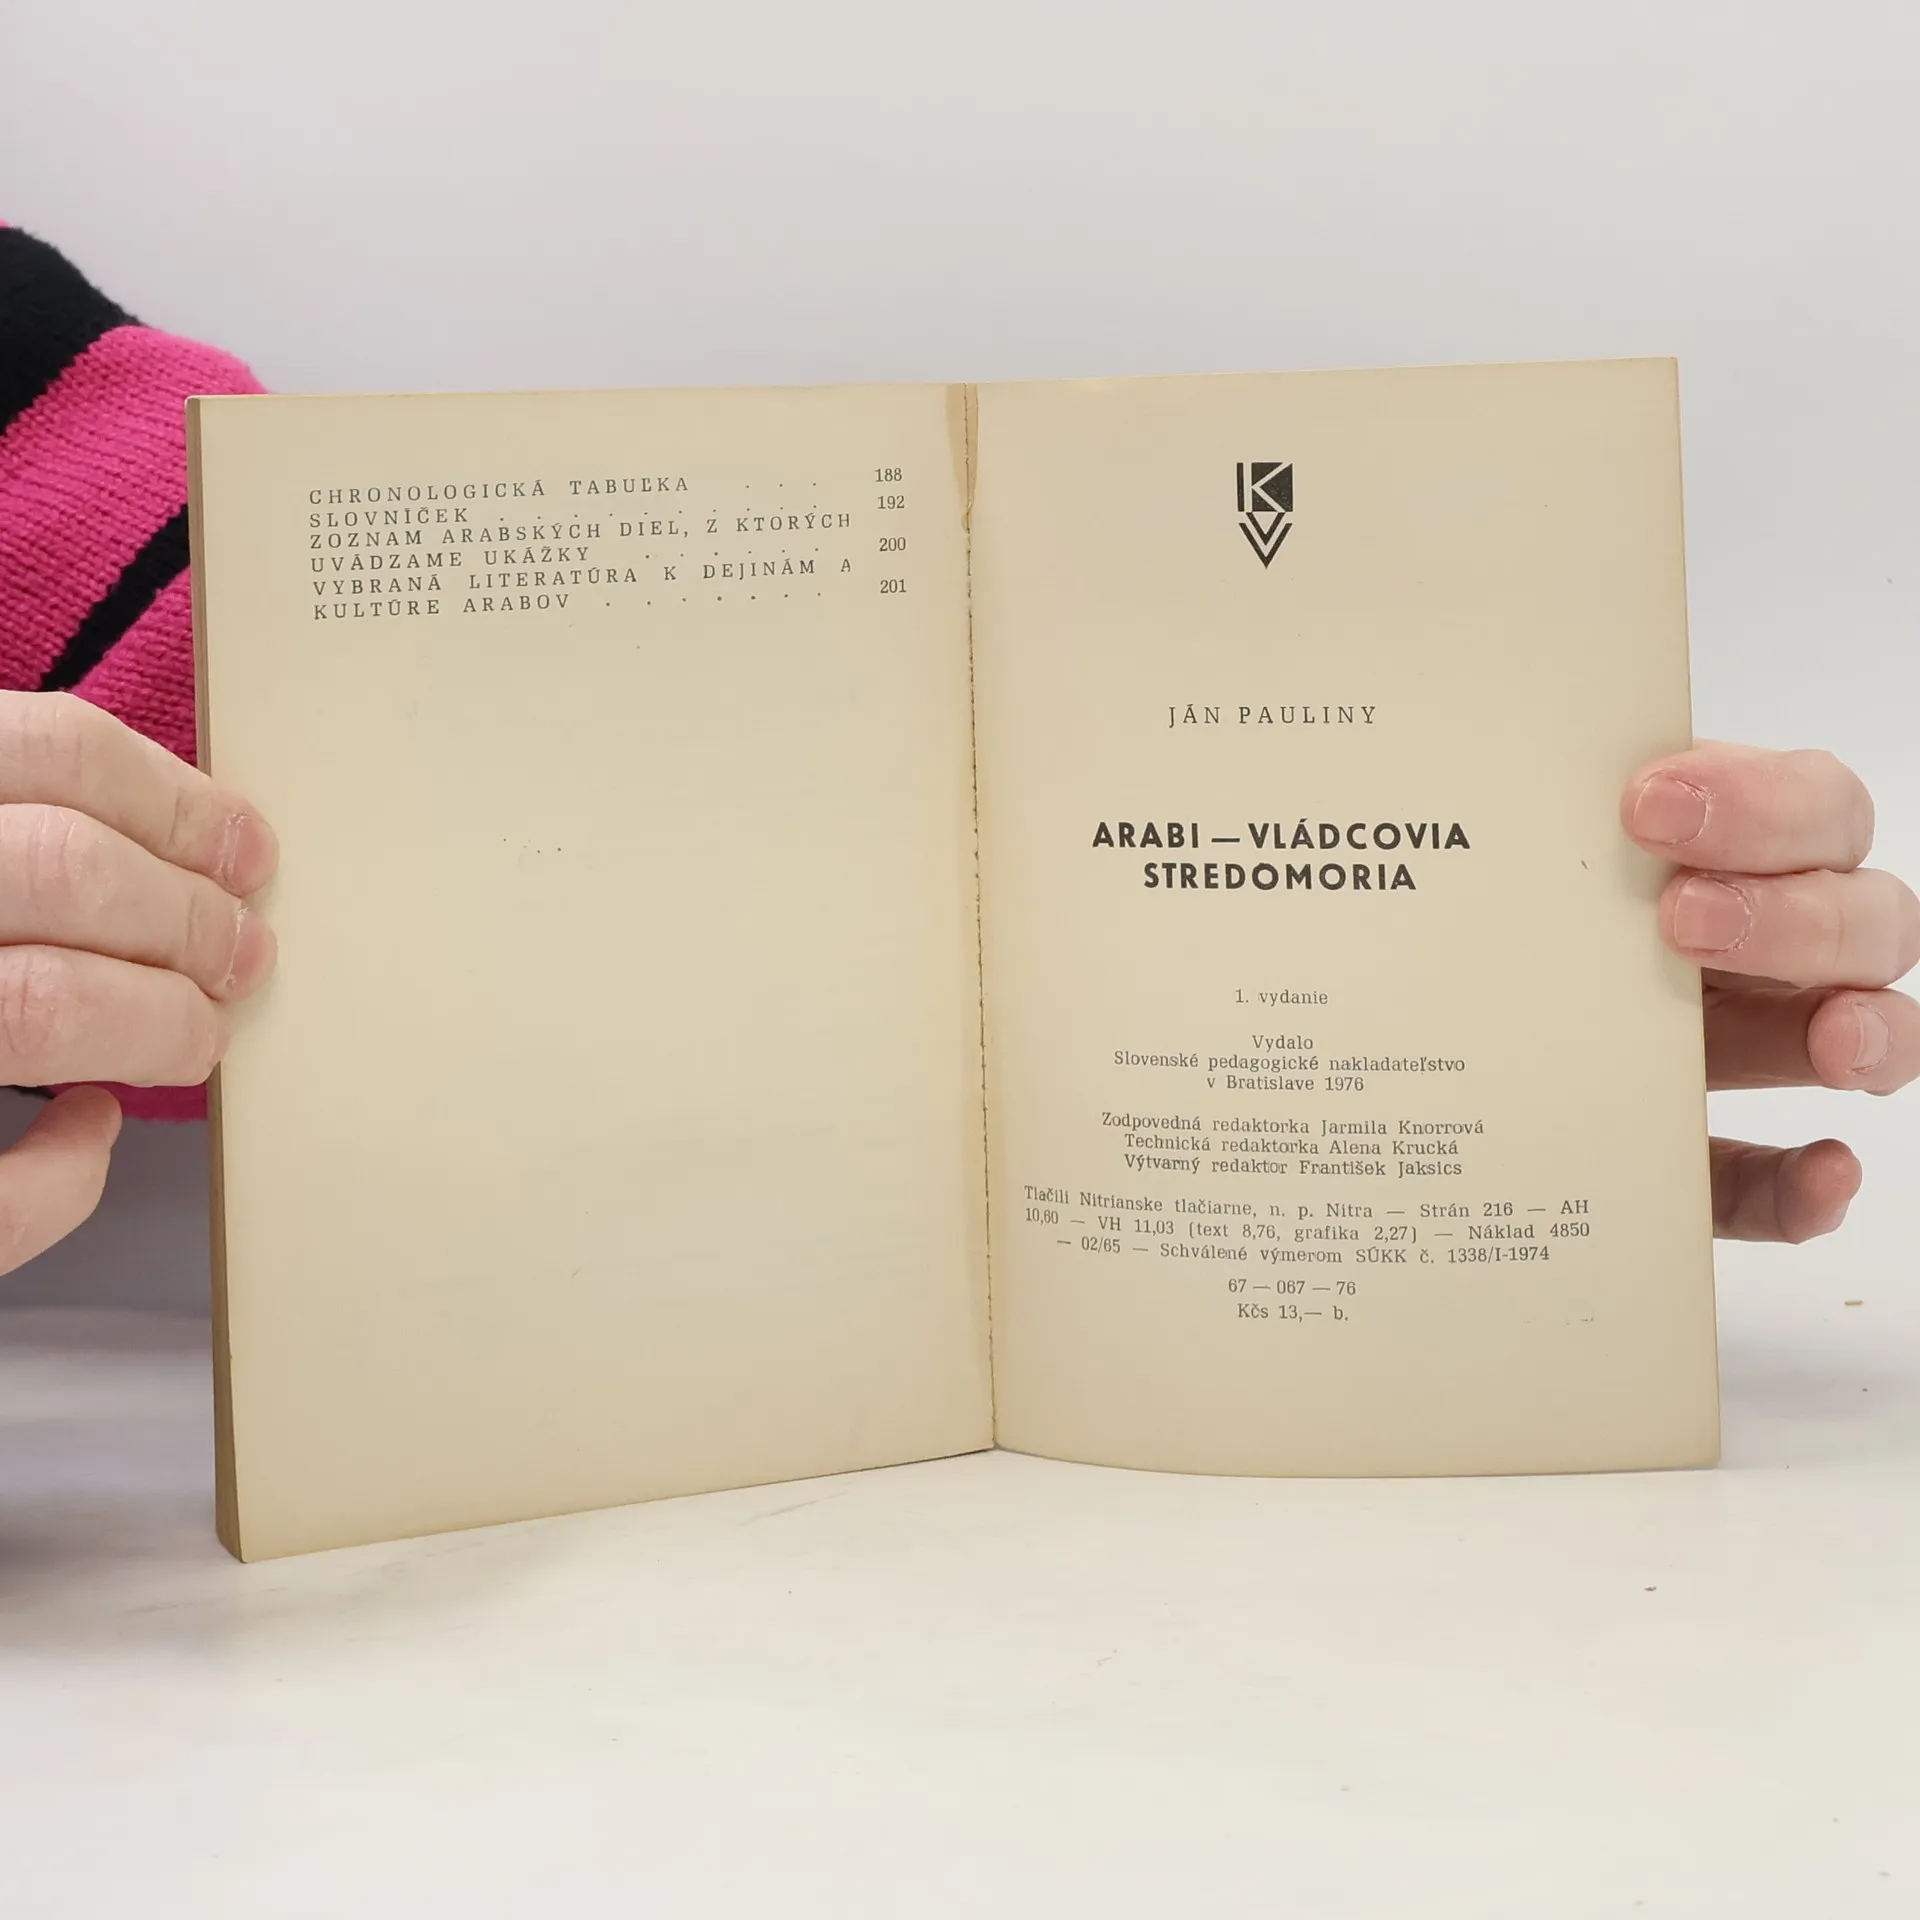 CHRONOLOGICKÁ TABUĽKA . . . 188
SLOVNÍČEK . . . . . . . . . . 192
ZOZNAM ARABSKÝCH DIEL, Z KTORÝCH
UVÁDZAME UKÁŽKY . . . . . . 200
VYBRANÁ LITERATÚRA K DEJINÁM A
KULTÚRE ARABOV . . . . . . . 201
KV
JÁN PAULINY
ARABI — VLÁDCOVIA
STREDOMORIA
1. vydanie
Vydalo
Slovenské pedagogické nakladateľstvo
v Bratislave 1976
Zodpovedná redaktorka Jarmila Knorrová
Technická redaktorka Alena Krucká
Výtvarný redaktor František Jaksics
Tlačili Nitrianske tlačiarne, n. p. Nitra — Strán 216 — AH
10,60 — VH 11,03 (text 8,76, grafika 2,27) — Náklad 4850
— 02/65 — Schválené výmerom SÚKK č. 1338/I-1974
67 — 067 — 76
Kčs 13,— b.